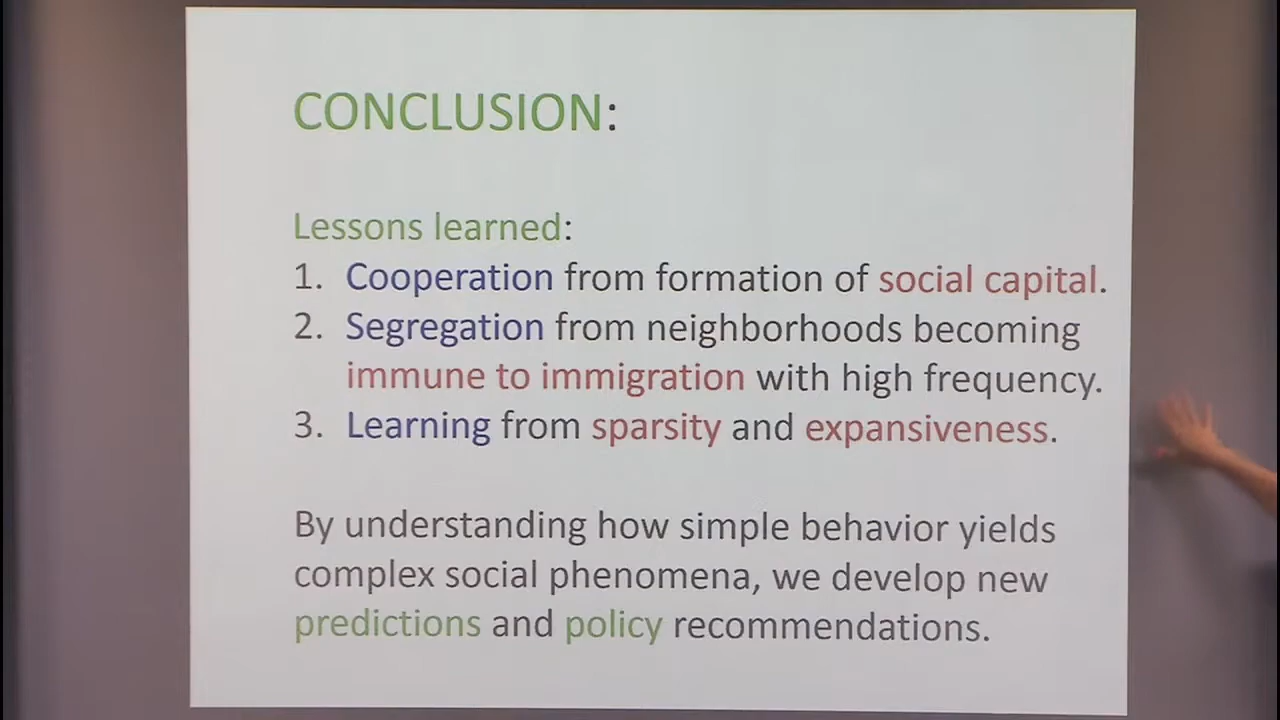 CONCLUSION:
Lessons learned:
1. Cooperation from formation of social capital.
2. Segregation from neighborhoods becoming
immune to immigration with high frequency.
3. Learning from sparsity and expansiveness.
By understanding how simple behavior yields
complex social phenomena, we develop new
predictions and policy recommendations.